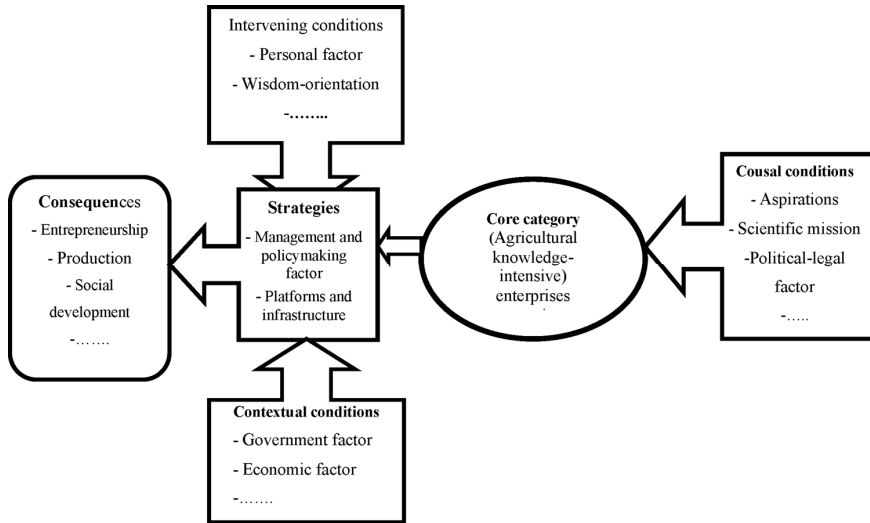 Intervening conditions
- Personal factor
- Wisdom-orientation
-……..
Consequences
- Entrepreneurship
- Production
- Social
development
-…….
Strategies
- Management and
policymaking
factor
- Platforms and
infrastructure
Core category
(Agricultural
knowledge-
intensive)
enterprises
Cousal conditions
- Aspirations
- Scientific mission
-Political-legal
factor
-…..
Contextual conditions
- Government factor
- Economic factor
-…….